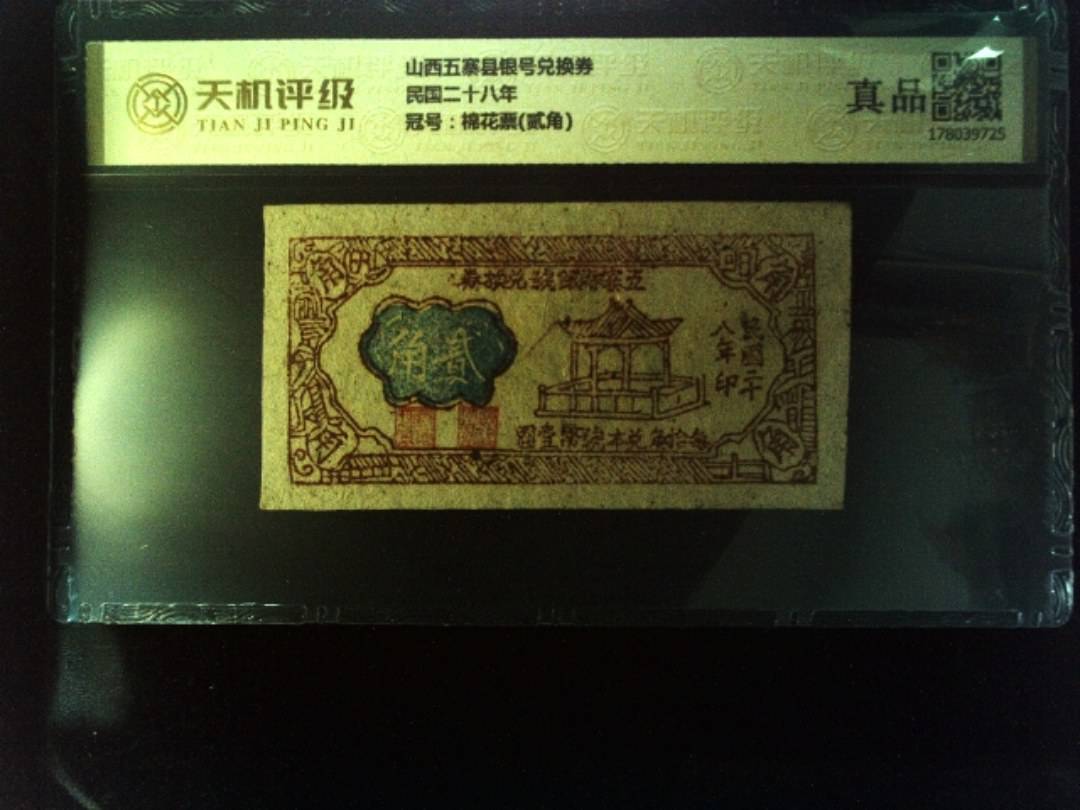 天机评级
TIAN JI PING JI
山西五寨县银号兑换券
民国二十八年
冠号：棉花票(贰角)
真品
178039725
券换兑號銀縣寨五
角貳
民國二十
八年印